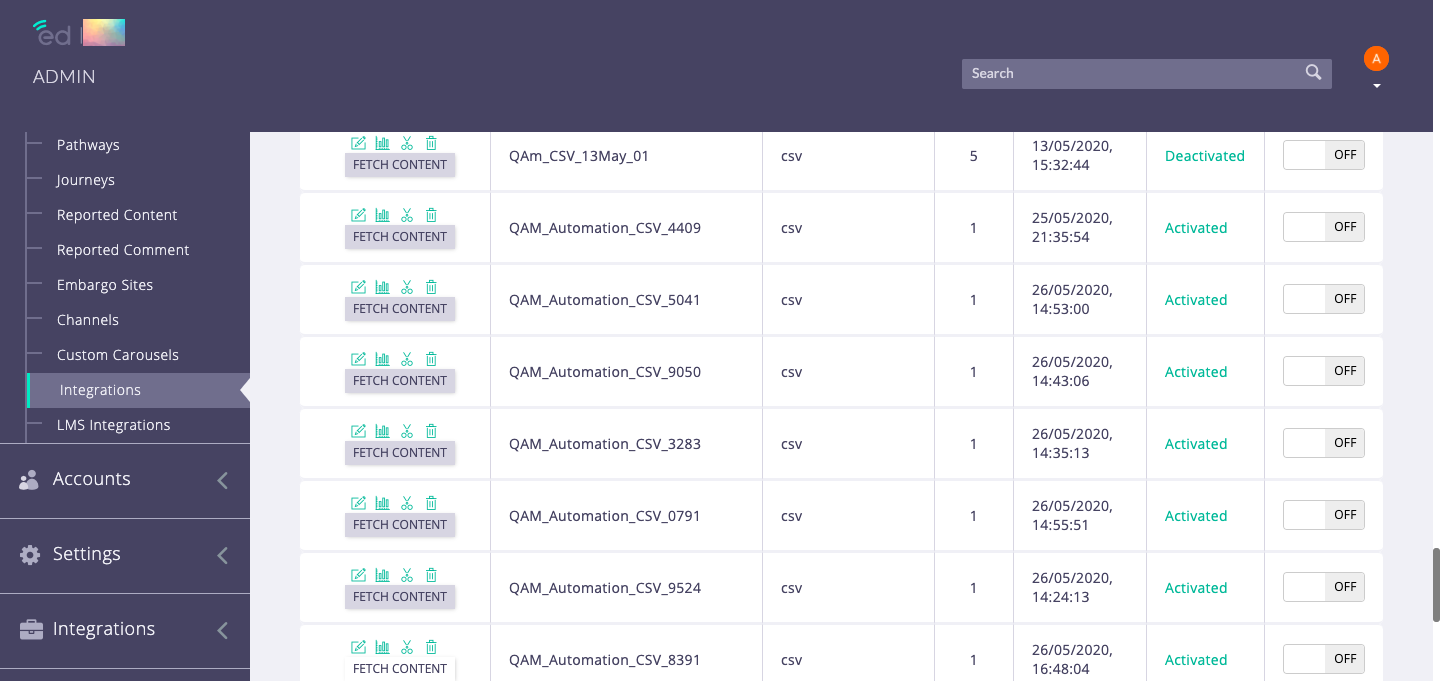 ed
ADMIN
Search
A
Pathways
Journeys
Reported Content
Reported Comment
Embargo Sites
Channels
Custom Carousels
Integrations
LMS Integrations
Accounts
Settings
Integrations
FETCH CONTENT
QAm_CSV_13May_01
csv
5
13/05/2020,
15:32:44
Deactivated
OFF
FETCH CONTENT
QAM_Automation_CSV_4409
csv
1
25/05/2020,
21:35:54
Activated
OFF
FETCH CONTENT
QAM_Automation_CSV_5041
csv
1
26/05/2020,
14:53:00
Activated
OFF
FETCH CONTENT
QAM_Automation_CSV_9050
csv
1
26/05/2020,
14:43:06
Activated
OFF
FETCH CONTENT
QAM_Automation_CSV_3283
csv
1
26/05/2020,
14:35:13
Activated
OFF
FETCH CONTENT
QAM_Automation_CSV_0791
csv
1
26/05/2020,
14:55:51
Activated
OFF
FETCH CONTENT
QAM_Automation_CSV_9524
csv
1
26/05/2020,
14:24:13
Activated
OFF
FETCH CONTENT
QAM_Automation_CSV_8391
csv
1
26/05/2020,
16:48:04
Activated
OFF